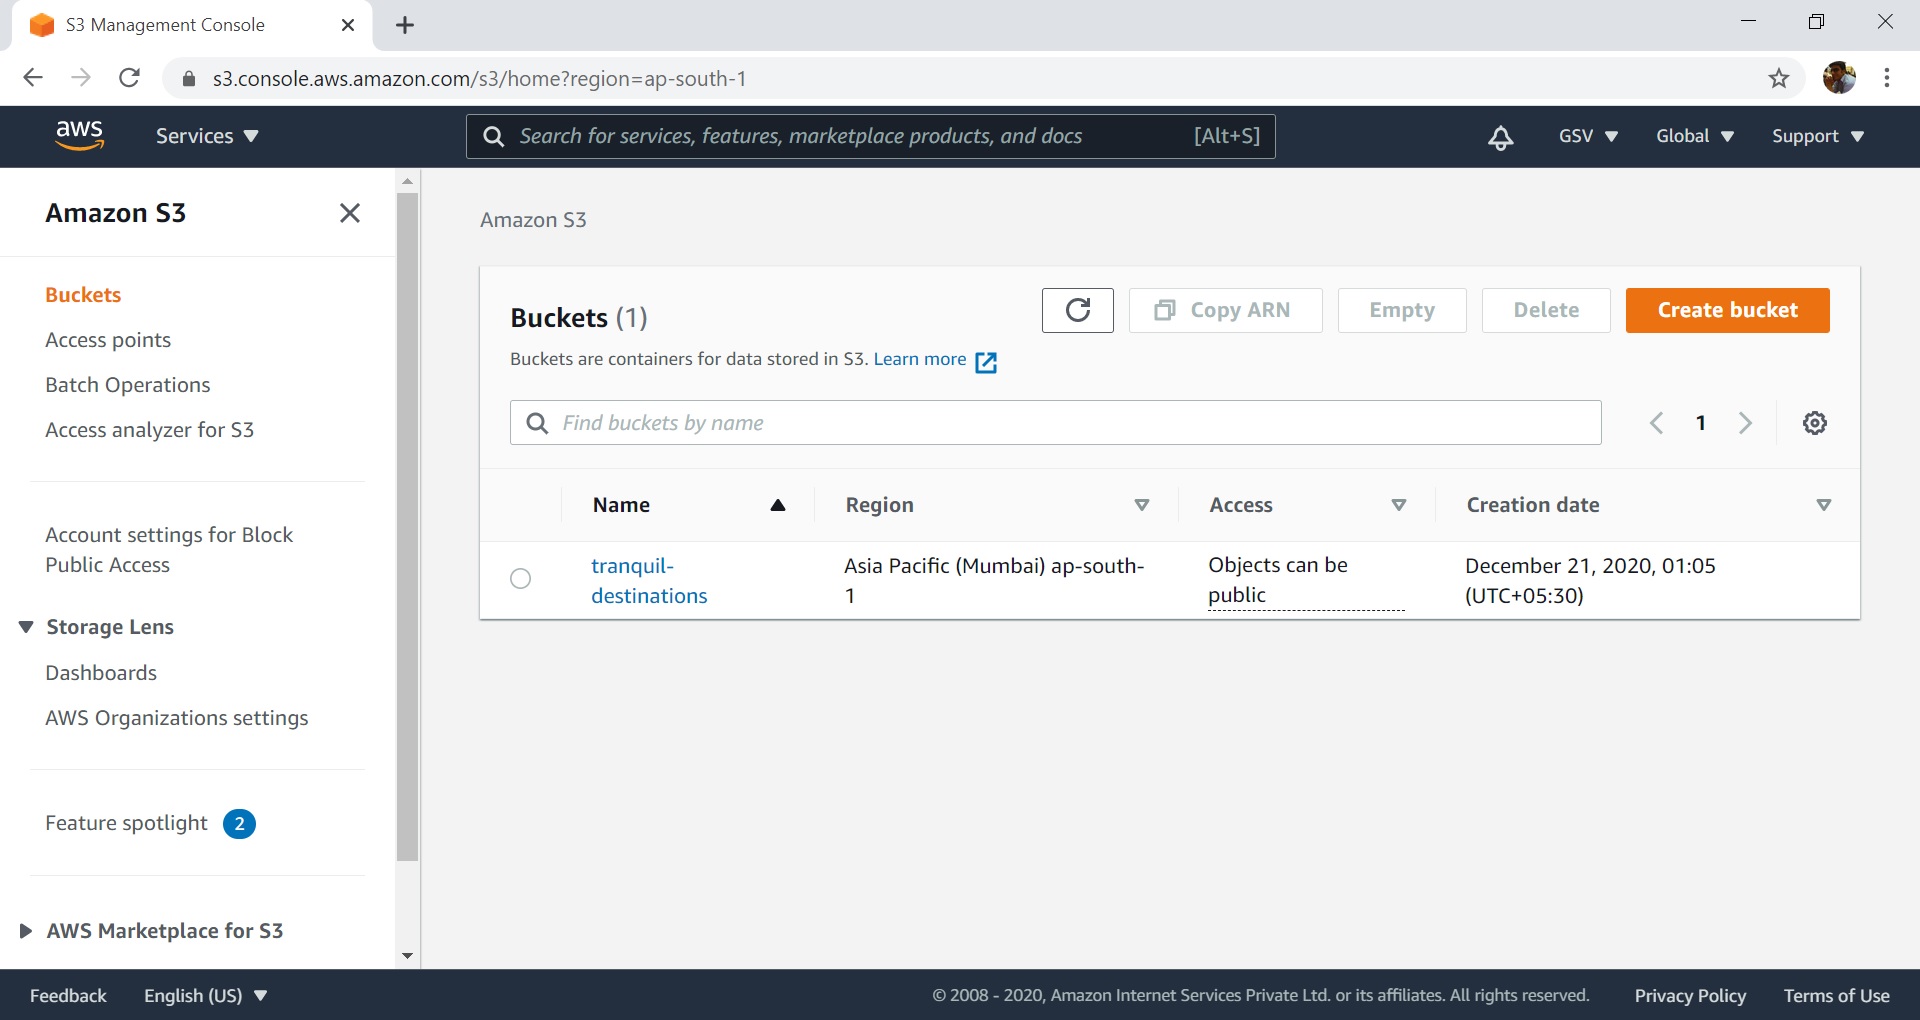 S3 Management Console
s3.console.aws.amazon.com/s3/home?region=ap-south-1
aws
Services
Search for services, features, marketplace products, and docs [Alt+S]
GSV
Global
Support
Amazon S3
Buckets
Access points
Batch Operations
Access analyzer for S3
Account settings for Block
Public Access
Storage Lens
Dashboards
AWS Organizations settings
Feature spotlight 2
AWS Marketplace for S3
Amazon S3
Buckets (1)
Copy ARN
Empty
Delete
Create bucket
Buckets are containers for data stored in S3. Learn more
Find buckets by name
1
Name Region Access Creation date
tranquil-
destinations
Asia Pacific (Mumbai) ap-south-
1
Objects can be
public
December 21, 2020, 01:05
(UTC+05:30)
Feedback
English (US)
© 2008 - 2020, Amazon Internet Services Private Ltd. or its affiliates. All rights reserved.
Privacy Policy
Terms of Use